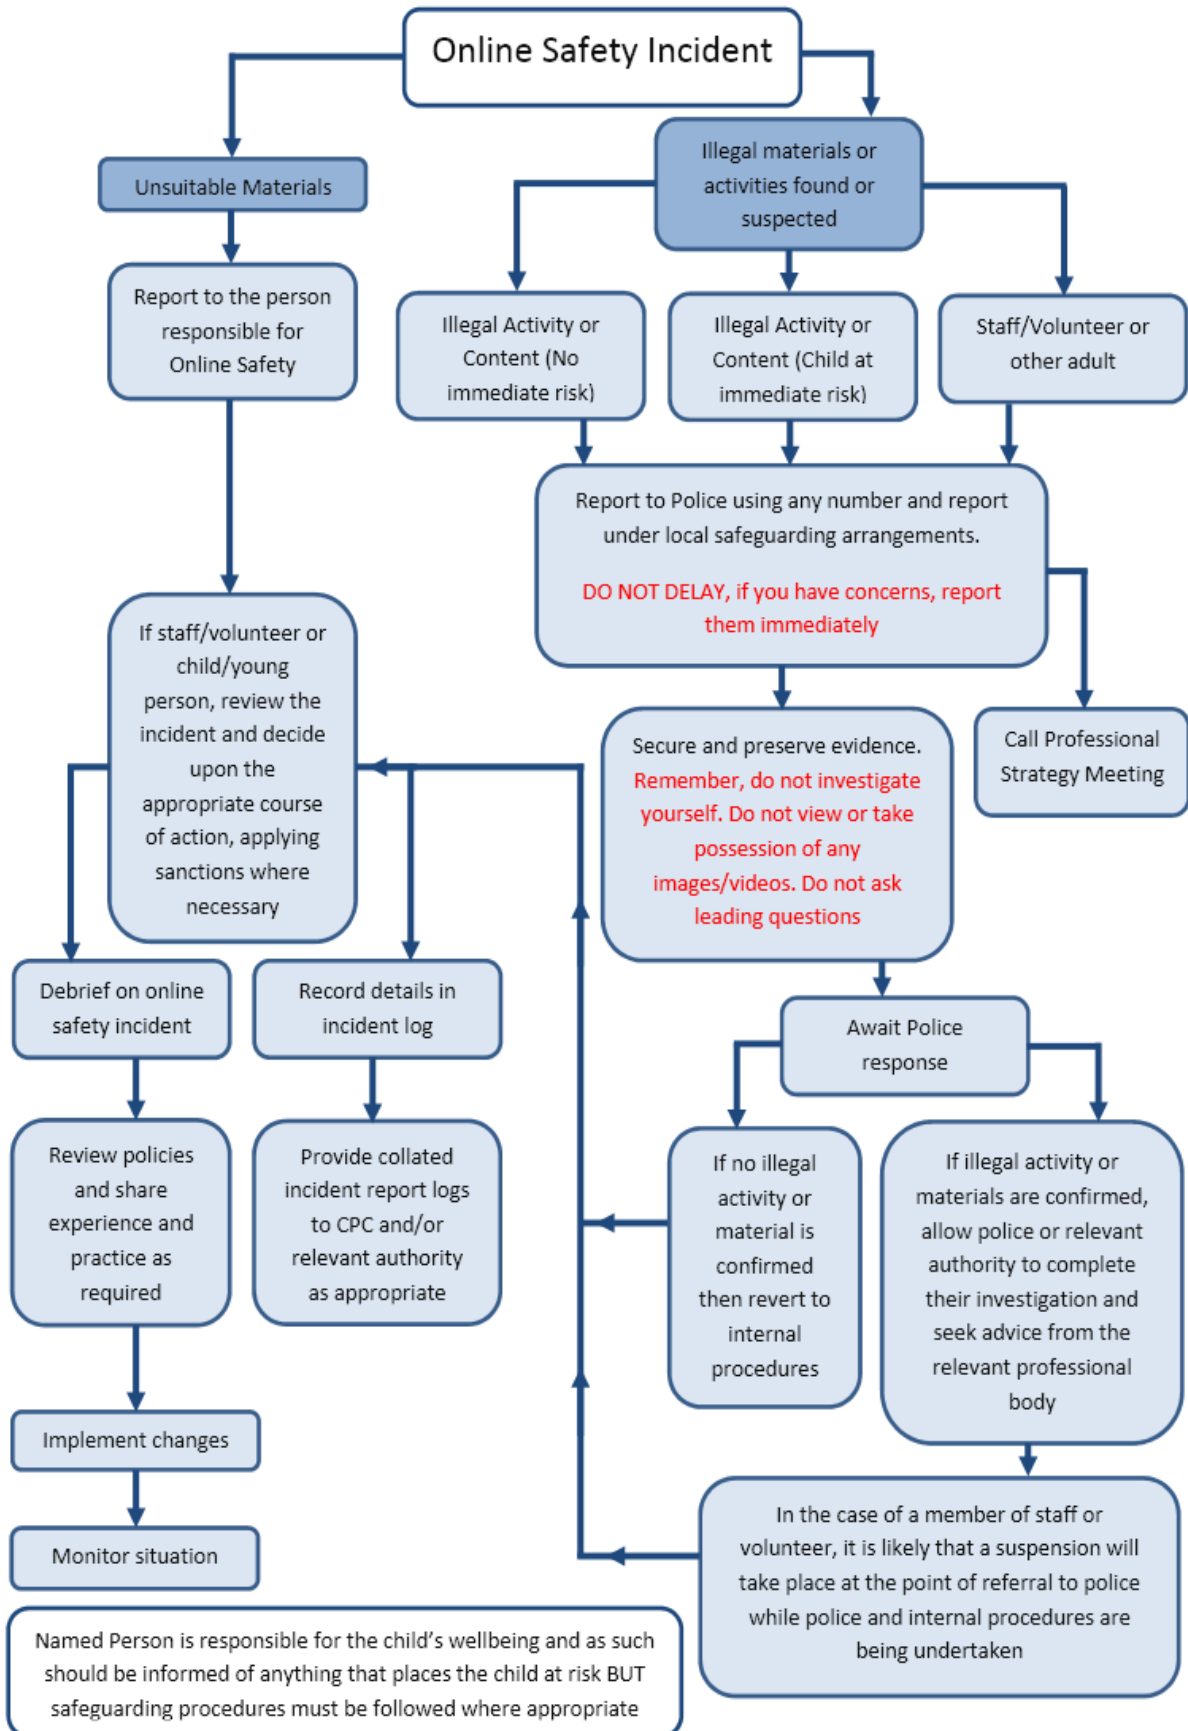 Online Safety Incident
Unsuitable Materials
Report to the person
responsible for
Online Safety
Illegal materials or
activities found or
suspected
Illegal Activity or
Content (No
immediate risk)
Illegal Activity or
Content (Child at
immediate risk)
Staff/Volunteer or
other adult
Report to Police using any number and report
under local safeguarding arrangements.
DO NOT DELAY, if you have concerns, report
them immediately
If staff/volunteer or
child/young
person, review the
incident and decide
upon the
appropriate course
of action, applying
sanctions where
necessary
Secure and preserve evidence.
Remember, do not investigate
yourself. Do not view or take
possession of any
images/videos. Do not ask
leading questions
Call Professional
Strategy Meeting
Debrief on online
safety incident
Record details in
incident log
Await Police
response
Review policies
and share
experience and
practice as
required
Provide collated
incident report logs
to CPC and/or
relevant authority
as appropriate
If no illegal
activity or
material is
confirmed
then revert to
internal
procedures
If illegal activity or
materials are confirmed,
allow police or relevant
authority to complete
their investigation and
seek advice from the
relevant professional
body
Implement changes
Monitor situation
In the case of a member of staff or
volunteer, it is likely that a suspension will
take place at the point of referral to police
while police and internal procedures are
being undertaken
Named Person is responsible for the child’s wellbeing and as such
should be informed of anything that places the child at risk BUT
safeguarding procedures must be followed where appropriate